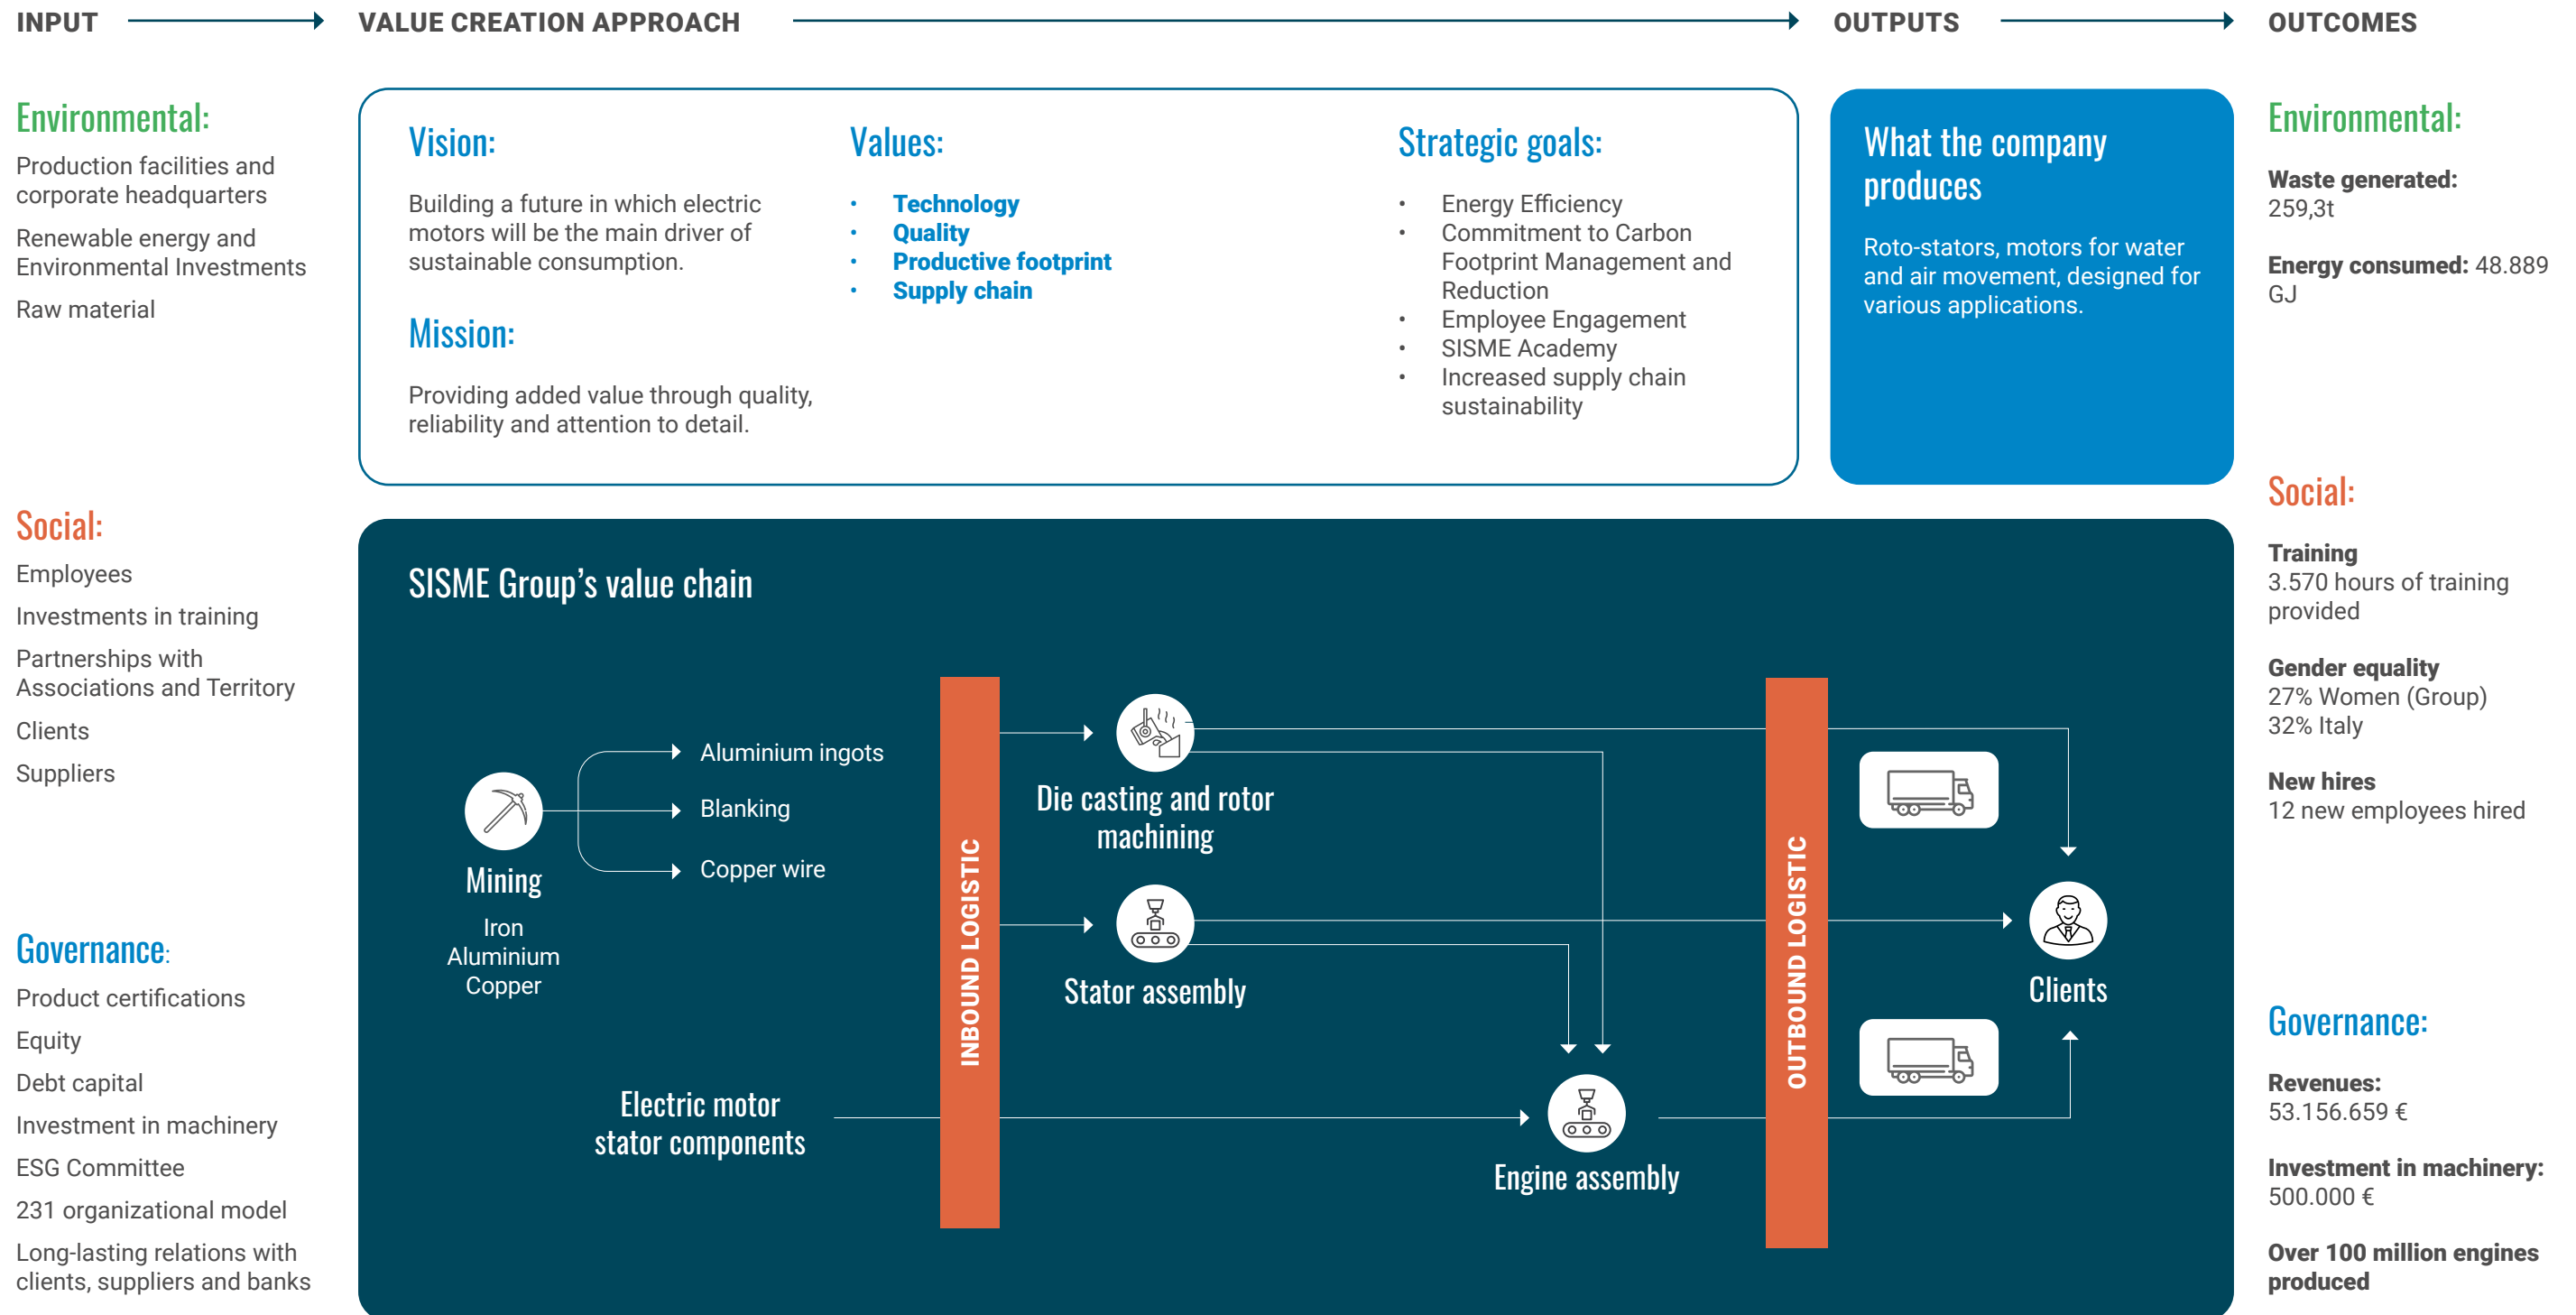 INPUT
VALUE CREATION APPROACH
OUTPUTS
OUTCOMES
Environmental:
Production facilities and
corporate headquarters
Renewable energy and
Environmental Investments
Raw material
Social:
Employees
Investments in training
Partnerships with
Associations and Territory
Clients
Suppliers
Governance:
Product certifications
Equity
Debt capital
Investment in machinery
ESG Committee
231 organizational model
Long-lasting relations with
clients, suppliers and banks
Vision:
Building a future in which electric
motors will be the main driver of
sustainable consumption.
Mission:
Providing added value through quality,
reliability and attention to detail.
Values:
• Technology
• Quality
• Productive footprint
• Supply chain
Strategic goals:
• Energy Efficiency
• Commitment to Carbon
Footprint Management and
Reduction
• Employee Engagement
• SISME Academy
• Increased supply chain
sustainability
What the company
produces
Roto-stators, motors for water
and air movement, designed for
various applications.
SISME Group’s value chain
Mining
Iron
Aluminium
Copper
Aluminium ingots
Blanking
Copper wire
Electric motor
stator components
INBOUND LOGISTIC
Die casting and rotor
machining
Stator assembly
Engine assembly
OUTBOUND LOGISTIC
Clients
Environmental:
Waste generated:
259,3t
Energy consumed: 48.889
GJ
Social:
Training
3.570 hours of training
provided
Gender equality
27% Women (Group)
32% Italy
New hires
12 new employees hired
Governance:
Revenues:
53.156.659 €
Investment in machinery:
500.000 €
Over 100 million engines
produced